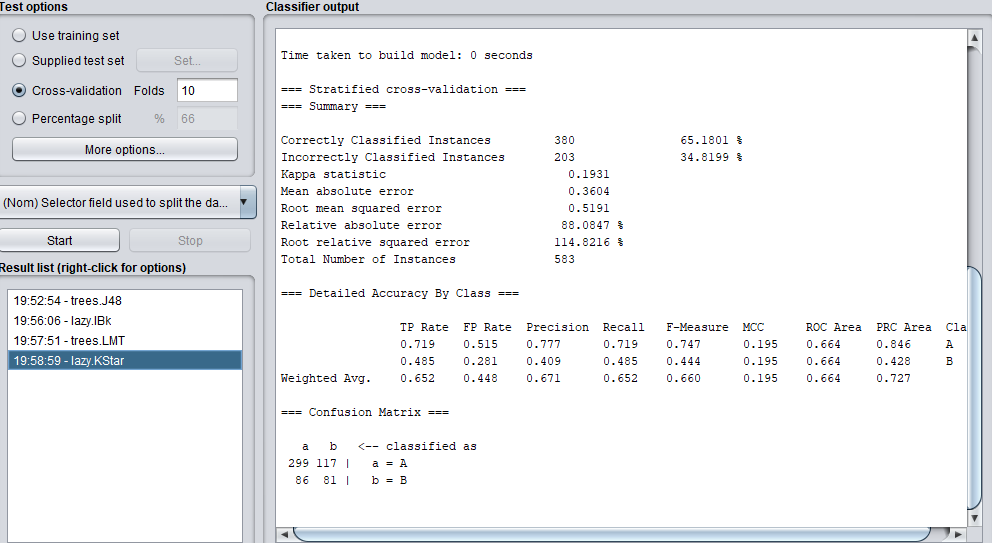 Test options
Use training set
Supplied test set Set...
Cross-validation Folds 10
Percentage split % 66
More options...
(Nom) Selector field used to split the da...
Start Stop
Result list (right-click for options)
19:52:54 - trees.J48
19:56:06 - lazy.IBk
19:57:51 - trees.LMT
19:58:59 - lazy.KStar
Classifier output
Time taken to build model: 0 seconds
=== Stratified cross-validation ===
=== Summary ===
Correctly Classified Instances 380 65.1801 %
Incorrectly Classified Instances 203 34.8199 %
Kappa statistic 0.1931
Mean absolute error 0.3604
Root mean squared error 0.5191
Relative absolute error 88.0847 %
Root relative squared error 114.8216 %
Total Number of Instances 583
=== Detailed Accuracy By Class ===
TP Rate FP Rate Precision Recall F-Measure MCC ROC Area PRC Area Cla
0.719 0.515 0.777 0.719 0.747 0.195 0.664 0.846 A
0.485 0.281 0.409 0.485 0.444 0.195 0.664 0.428 B
Weighted Avg. 0.652 0.448 0.671 0.652 0.660 0.195 0.664 0.727
=== Confusion Matrix ===
a b <-- classified as
299 117 | a = A
86 81 | b = B